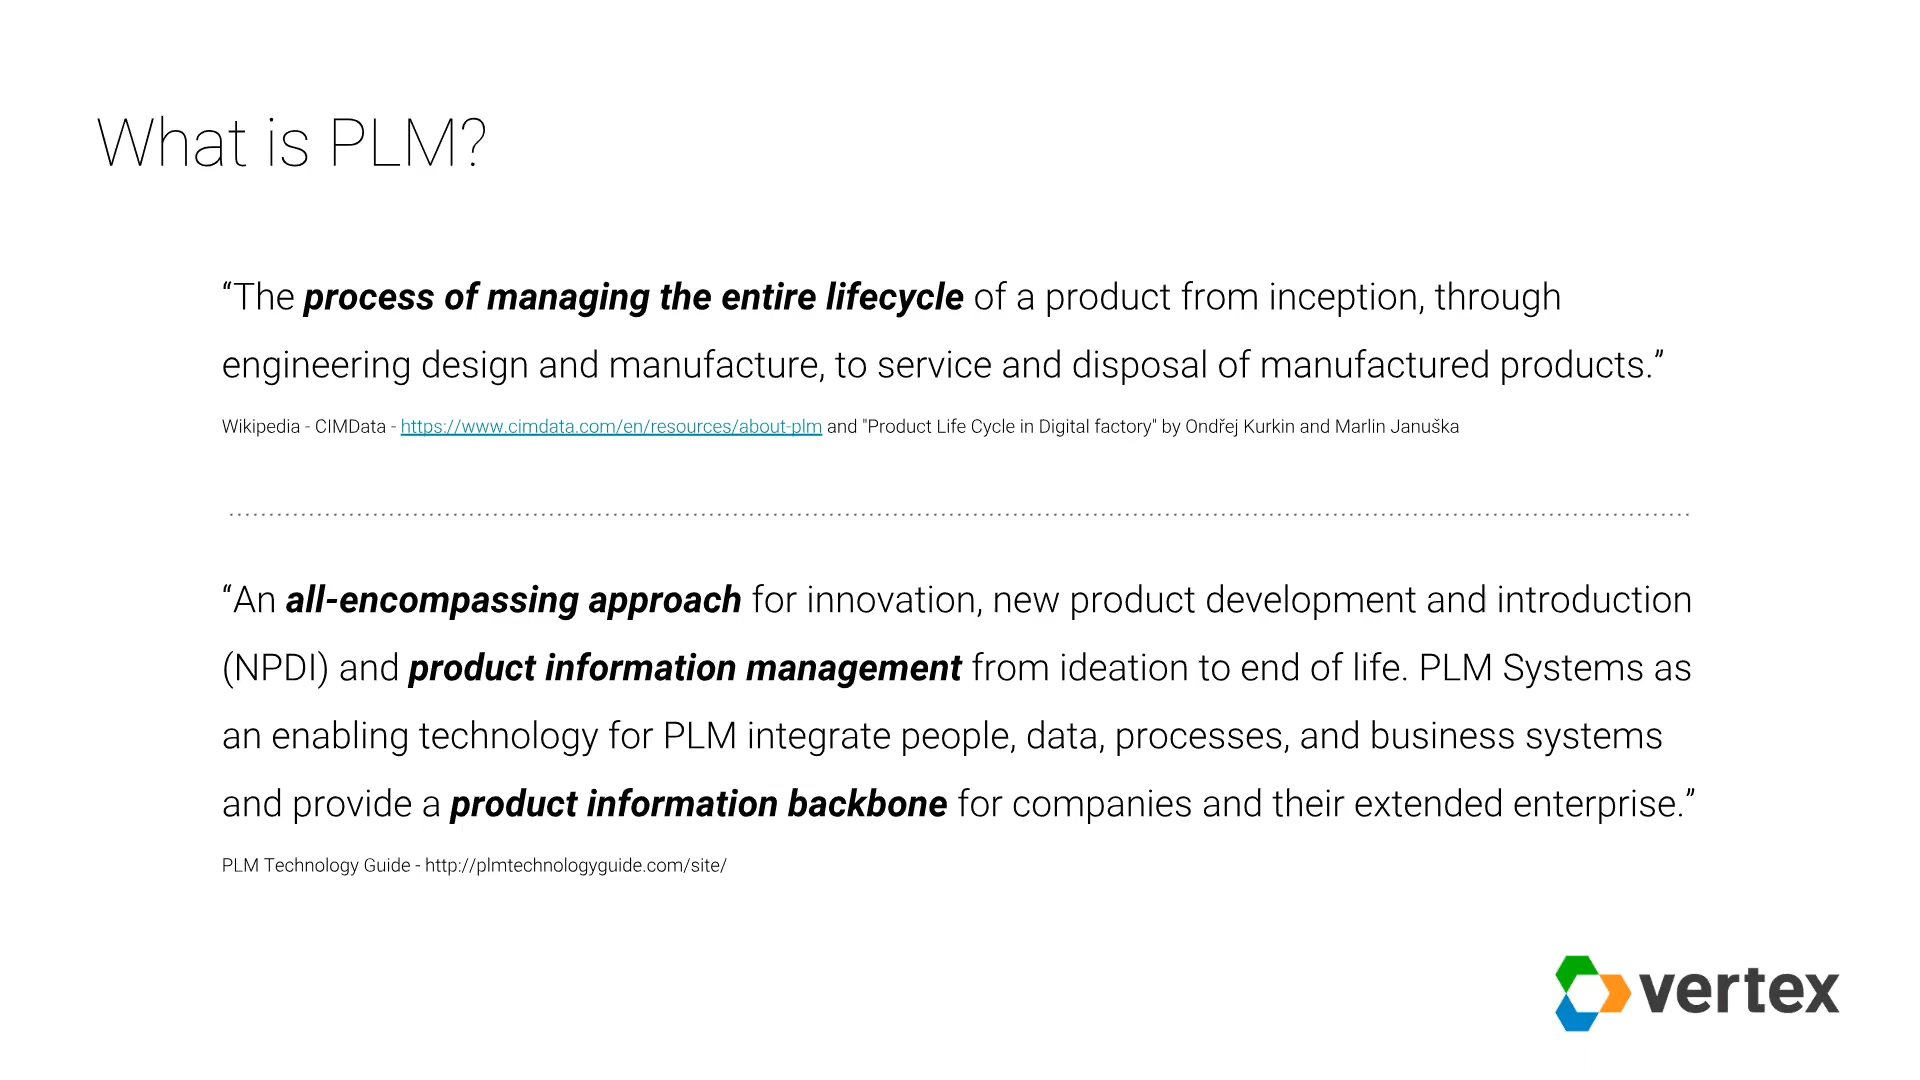 What is PLM?
“The process of managing the entire lifecycle of a product from inception, through
engineering design and manufacture, to service and disposal of manufactured products.”
Wikipedia - CIMData - https://www.cimdata.com/en/resources/about-plm and "Product Life Cycle in Digital factory" by Ondřej Kurkin and Marlin Januška
“An all-encompassing approach for innovation, new product development and introduction
(NPDI) and product information management from ideation to end of life. PLM Systems as
an enabling technology for PLM integrate people, data, processes, and business systems
and provide a product information backbone for companies and their extended enterprise.”
PLM Technology Guide - http://plmtechnologyguide.com/site/
vertex